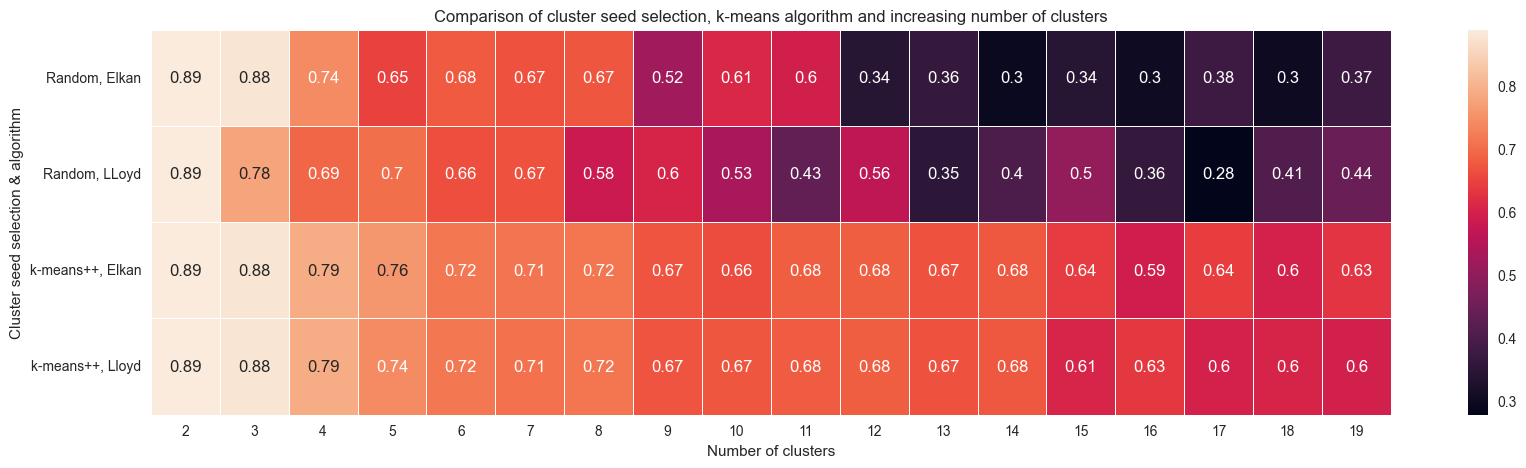 Comparison of cluster seed selection, k-means algorithm and increasing number of clusters
Cluster seed selection & algorithm
Random, Elkan 0.89 0.88 0.74 0.65 0.68 0.67 0.67 0.52 0.61 0.6 0.34 0.36 0.3 0.34 0.3 0.38 0.3 0.37
Random, LLoyd 0.89 0.78 0.69 0.7 0.66 0.67 0.58 0.6 0.53 0.43 0.56 0.35 0.4 0.5 0.36 0.28 0.41 0.44
k-means++, Elkan 0.89 0.88 0.79 0.76 0.72 0.71 0.72 0.67 0.66 0.68 0.68 0.67 0.68 0.64 0.59 0.64 0.6 0.63
k-means++, Lloyd 0.89 0.88 0.79 0.74 0.72 0.71 0.72 0.67 0.67 0.68 0.68 0.67 0.68 0.61 0.63 0.6 0.6 0.6
2 3 4 5 6 7 8 9 10 11 12 13 14 15 16 17 18 19
Number of clusters
0.8
0.7
0.6
0.5
0.4
0.3